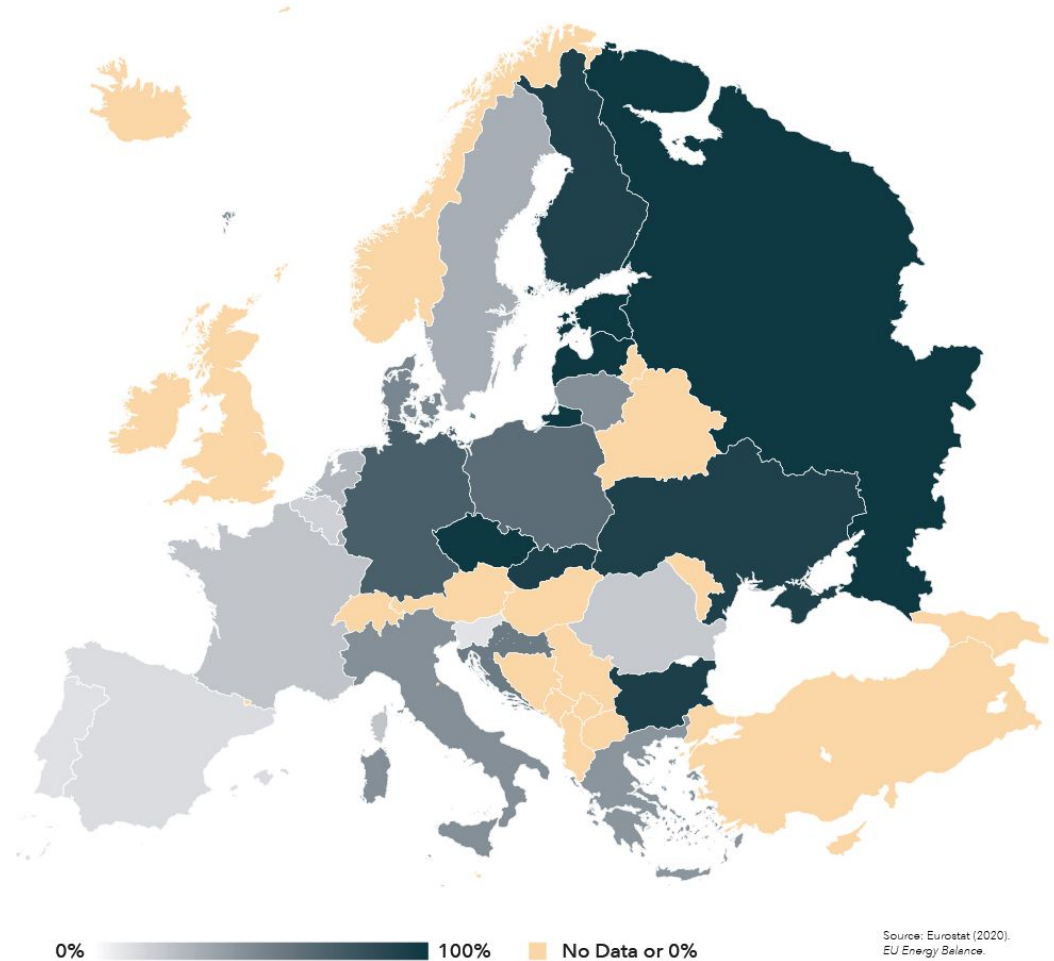 0%
100%
No Data or 0%
Source: Eurostat (2020).
EU Energy Balance.